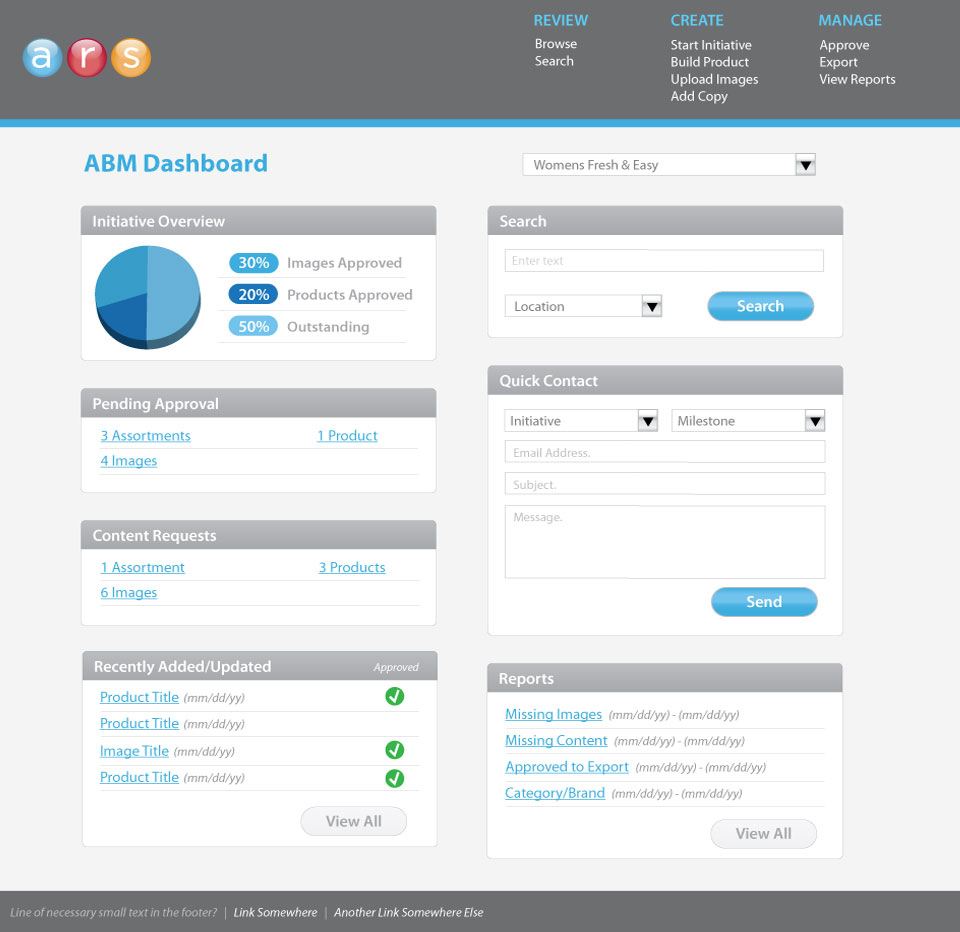 ars
REVIEW
Browse
Search
CREATE
Start Initiative
Build Product
Upload Images
Add Copy
MANAGE
Approve
Export
View Reports
ABM Dashboard
Womens Fresh & Easy
Initiative Overview
30% Images Approved
20% Products Approved
50% Outstanding
Pending Approval
3 Assortments 1 Product
4 Images
Content Requests
1 Assortment 3 Products
6 Images
Recently Added/Updated Approved
Product Title (mm/dd/yy)
Product Title (mm/dd/yy)
Image Title (mm/dd/yy)
Product Title (mm/dd/yy)
View All
Search
Enter text
Location Search
Quick Contact
Initiative Milestone
Email Address.
Subject.
Message.
Send
Reports
Missing Images (mm/dd/yy) - (mm/dd/yy)
Missing Content (mm/dd/yy) - (mm/dd/yy)
Approved to Export (mm/dd/yy) - (mm/dd/yy)
Category/Brand (mm/dd/yy) - (mm/dd/yy)
View All
Line of necessary small text in the footer? | Link Somewhere | Another Link Somewhere Else